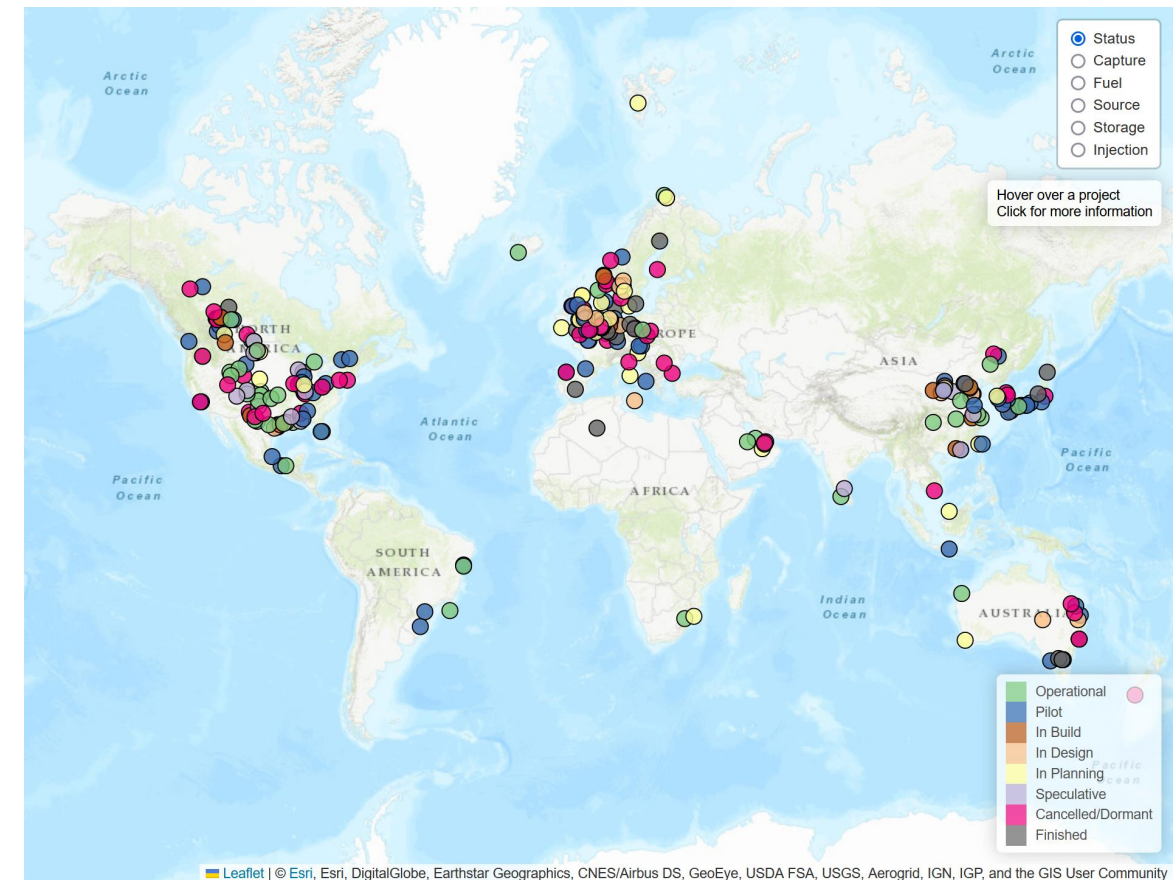 Arctic
Ocean
Arctic
Ocean
Status
Capture
Fuel
Source
Storage
Injection
Hover over a project
Click for more information
NORTH
AMERICA
EUROPE
ASIA
Atlantic
Ocean
Pacific
Ocean
Pacific
Ocean
AFRICA
SOUTH
AMERICA
Indian
Ocean
AUSTRALIA
Operational
Pilot
In Build
In Design
In Planning
Speculative
Cancelled/Dormant
Finished
Pacific
Ocean
Leaflet | © Esri, Esri, DigitalGlobe, Earthstar Geographics, CNES/Airbus DS, GeoEye, USDA FSA, USGS, Aerogrid, IGN, IGP, and the GIS User Community